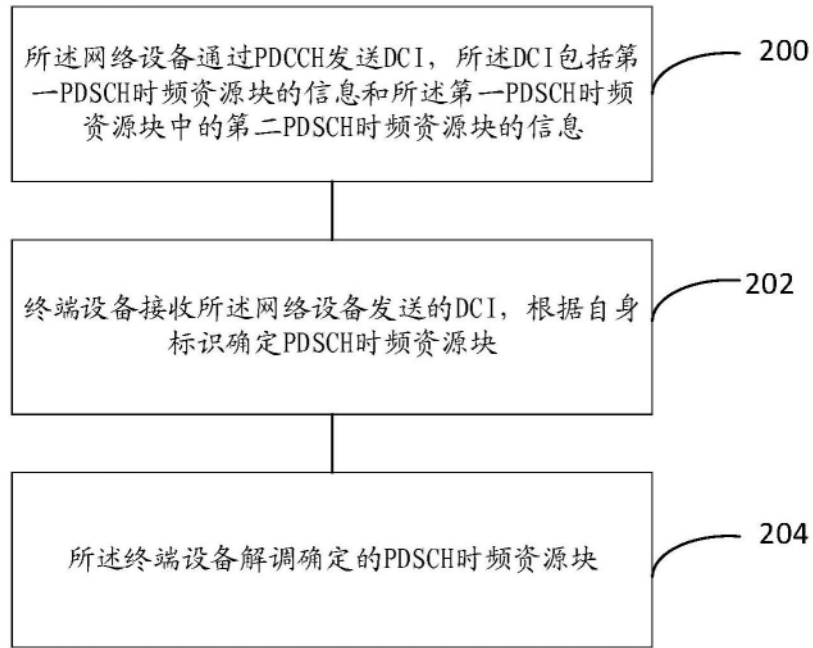 所述网络设备通过PDCCH发送DCI，所述DCI包括第
一PDSCH时频资源块的信息和所述第一PDSCH时频
资源块中的第二PDSCH时频资源块的信息
200
终端设备接收所述网络设备发送的DCI，根据自身
标识确定PDSCH时频资源块
202
所述终端设备解调确定的PDSCH时频资源块
204